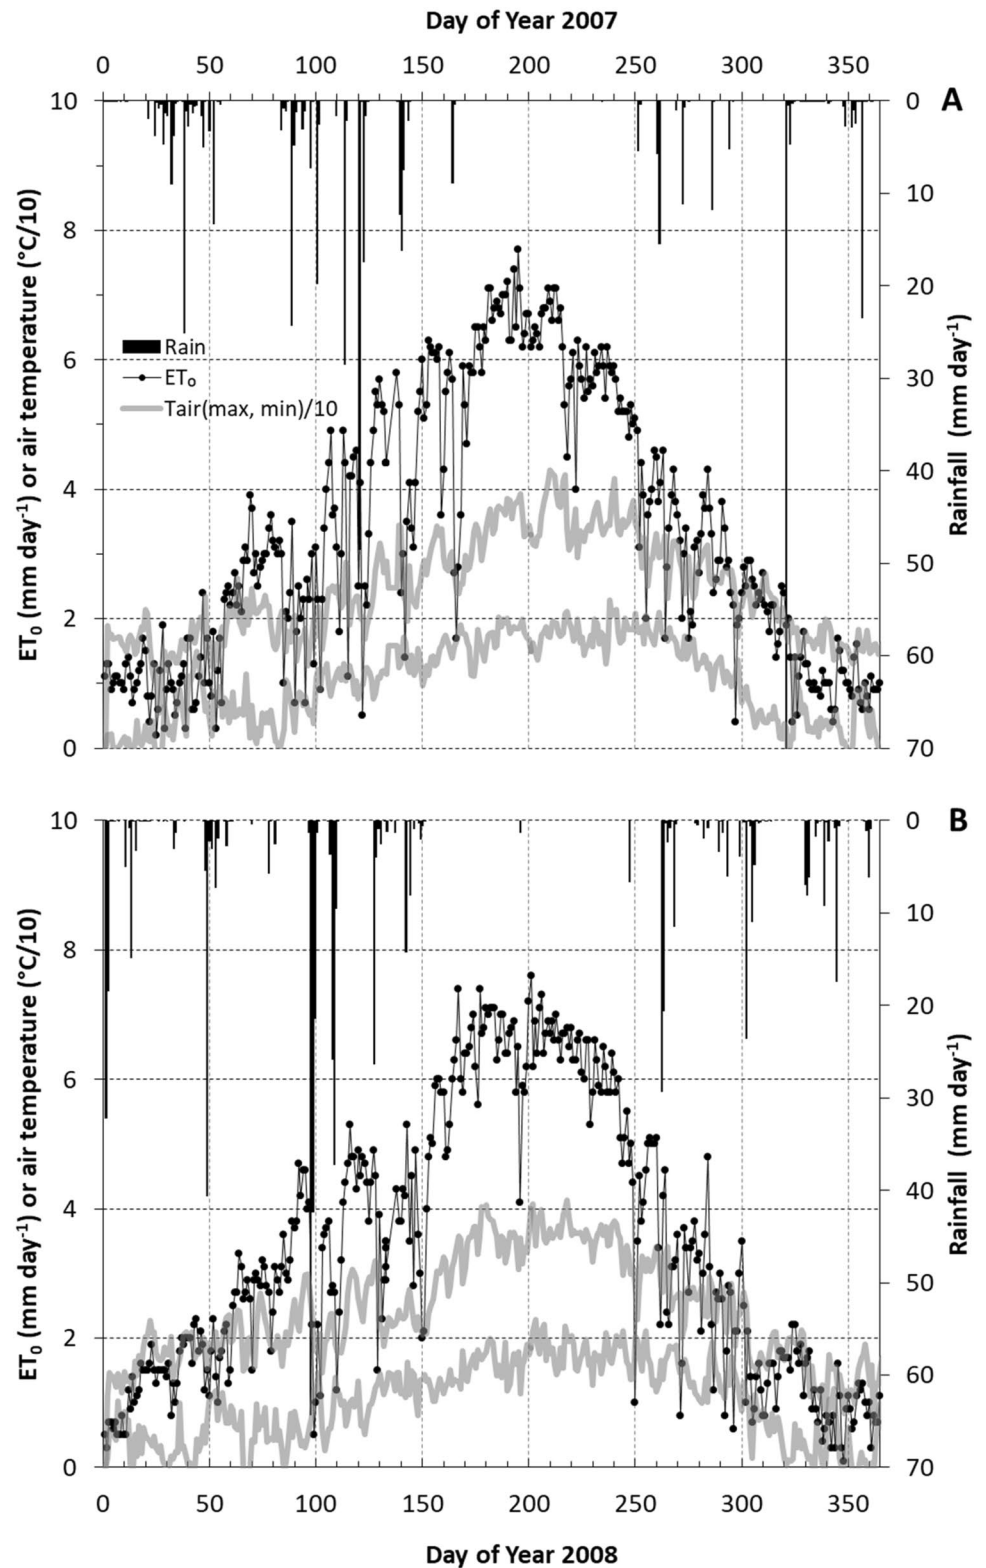 Day of Year 2007
0 50 100 150 200 250 300 350
A
10 8 6 4 2 0
ET₀ (mm day⁻¹) or air temperature (°C/10)
Rain
ET₀
Tair(max, min)/10
0 10 20 30 40 50 60 70
Rainfall (mm day⁻¹)
B
10 8 6 4 2 0
ET₀ (mm day⁻¹) or air temperature (°C/10)
0 10 20 30 40 50 60 70
Rainfall (mm day⁻¹)
0 50 100 150 200 250 300 350
Day of Year 2008